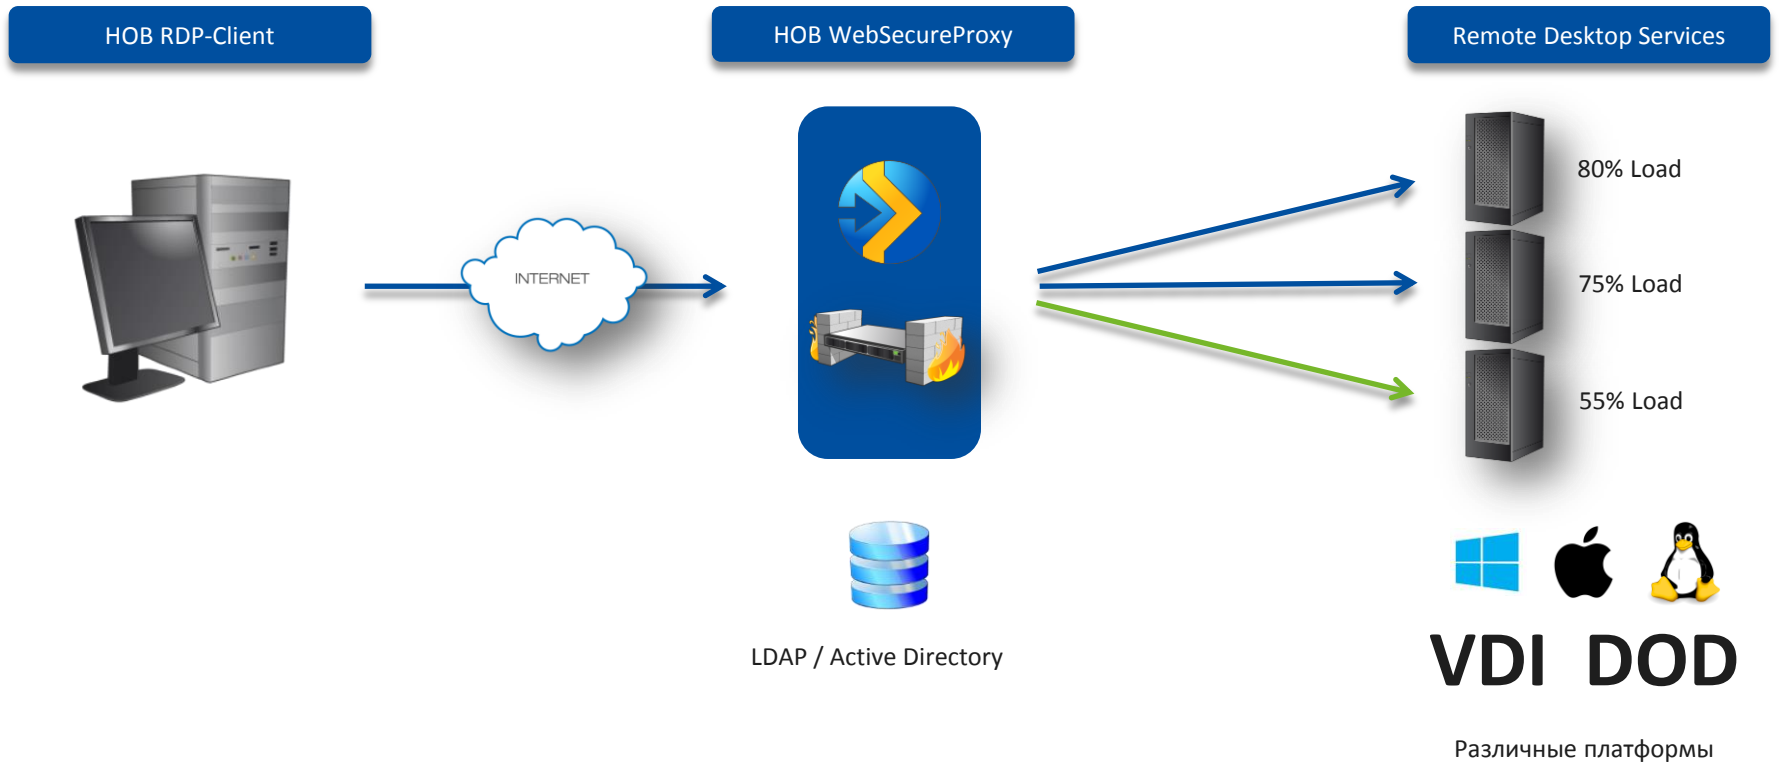 HOB RDP-Client
HOB WebSecureProxy
Remote Desktop Services
80% Load
INTERNET
75% Load
55% Load
LDAP / Active Directory
VDI DOD
Различные платформы